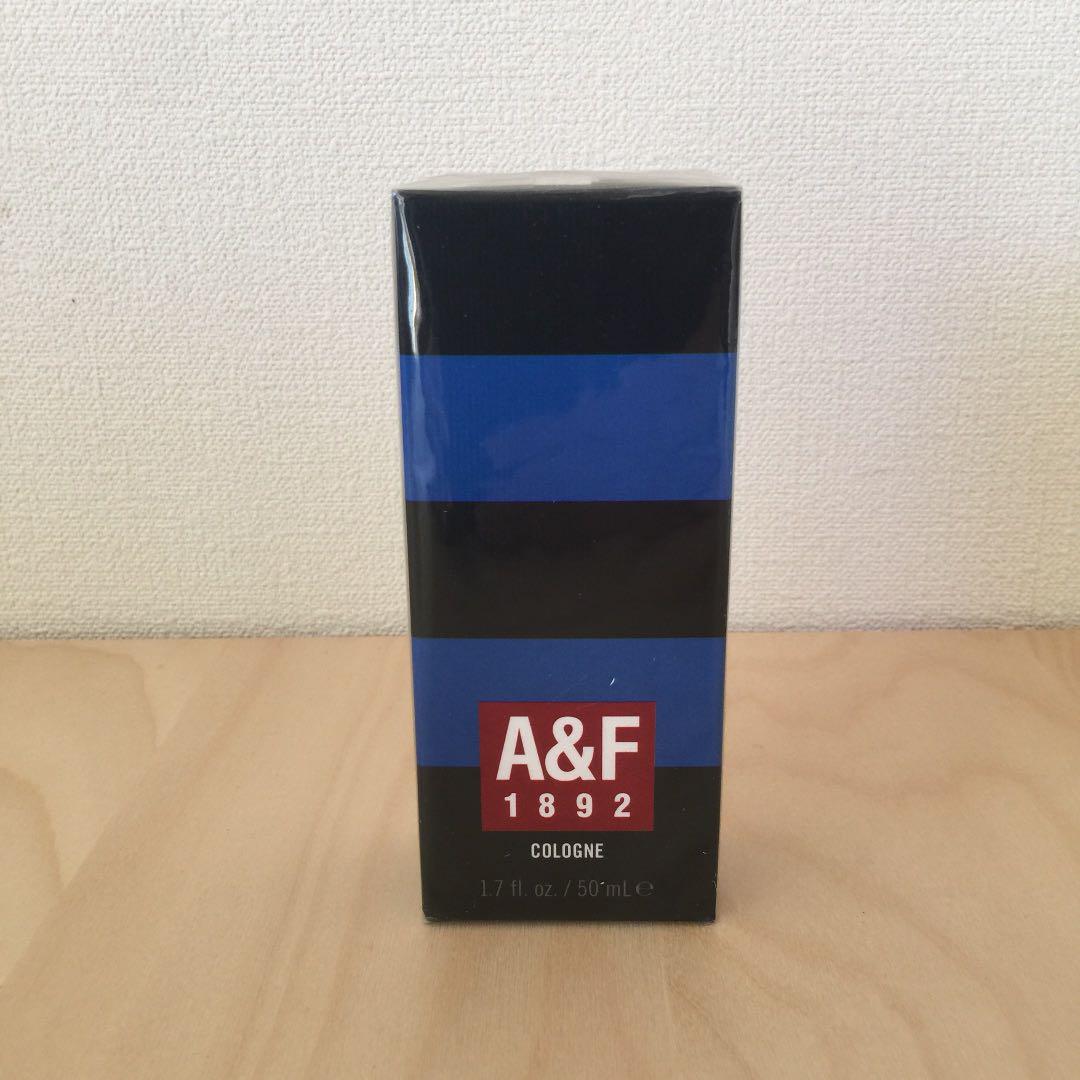 A&F
1892
COLOGNE
1.7 fl. oz. / 50 mL ℮